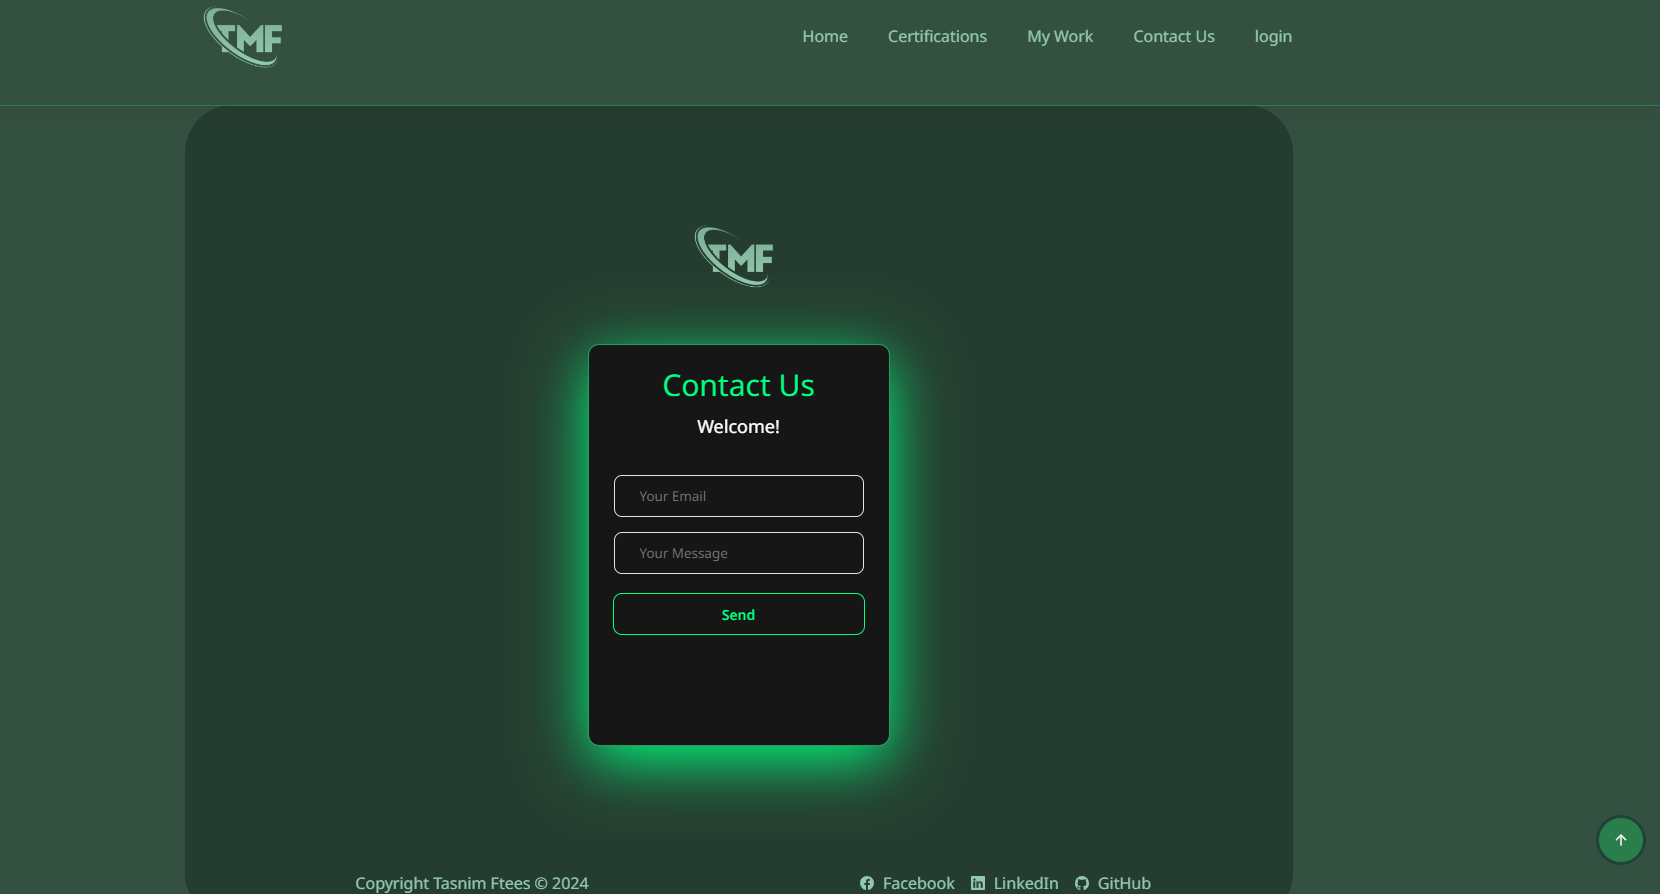 TMF
Home Certifications My Work Contact Us login
TMF
Contact Us
Welcome!
Your Email
Your Message
Send
Copyright Tasnim Ftees © 2024 Facebook LinkedIn GitHub